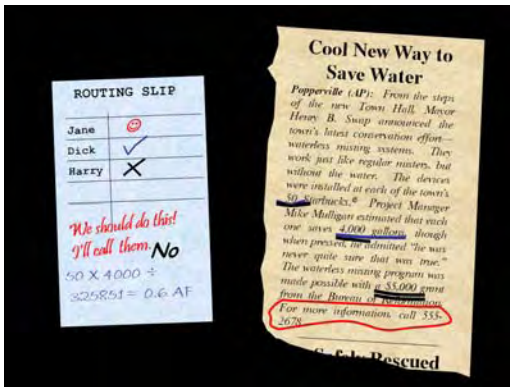 ROUTING SLIP
Jane
Dick
Harry
We should do this!
I'll call them. No
50 X 4000 ÷
325851 = 0.6 AF
Cool New Way to
Save Water
Popperville (AP): From the steps
of the new Town Hall, Mayor
Henry B. Swap announced the
town's latest conservation effort—
waterless misting systems. They
work just like regular misters, but
without the water. The devices
were installed at each of the town's
50 Starbucks.® Project Manager
Mike Mulligan estimated that each
one saves 4,000 gallons, though
when pressed, he admitted "he was
never quite sure that was true."
The waterless misting program was
made possible with a $5,000 grant
from the Bureau of Reformation.
For more information, call 555-
2678.
Safely Rescued